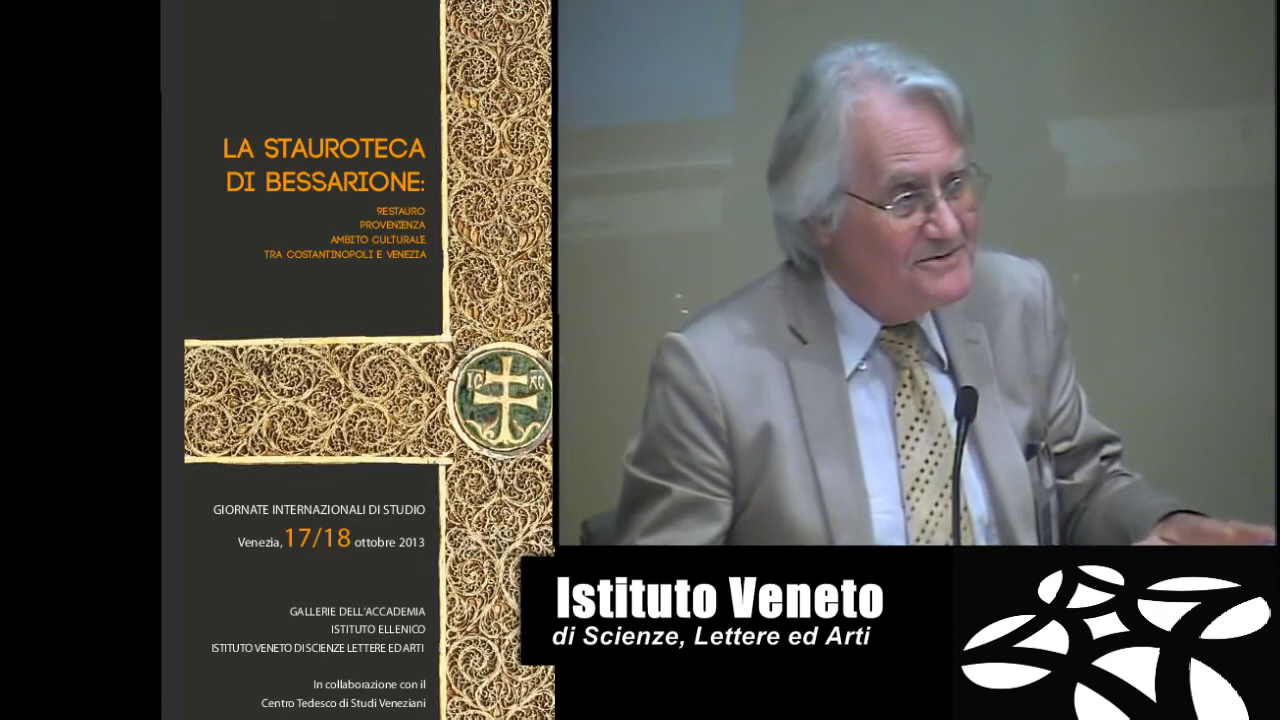 LA STAUROTECA
DI BESSARIONE:
RESTAURO
PROVENIENZA
AMBITO CULTURALE
TRA COSTANTINOPOLI E VENEZIA
IC XC
GIORNATE INTERNAZIONALI DI STUDIO
Venezia, 17/18 ottobre 2013
GALLERIE DELL'ACCADEMIA
ISTITUTO ELLENICO
ISTITUTO VENETO DI SCIENZE LETTERE ED ARTI
In collaborazione con il
Centro Tedesco di Studi Veneziani
Istituto Veneto
di Scienze, Lettere ed Arti